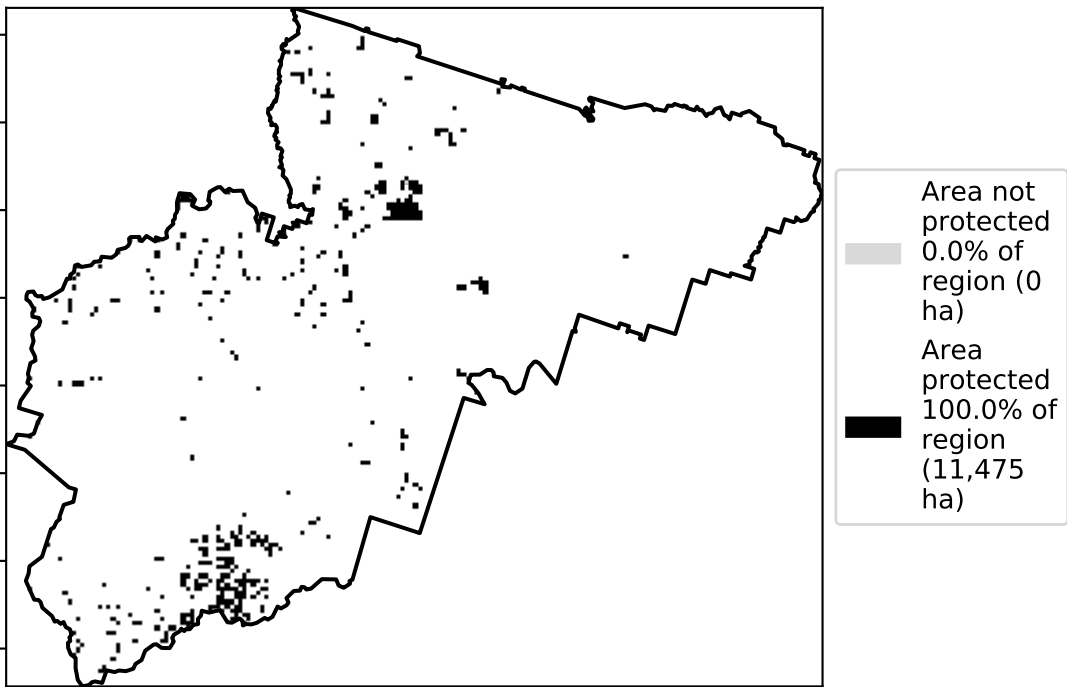 Area not
protected
0.0% of
region (0
ha)
Area
protected
100.0% of
region
(11,475
ha)